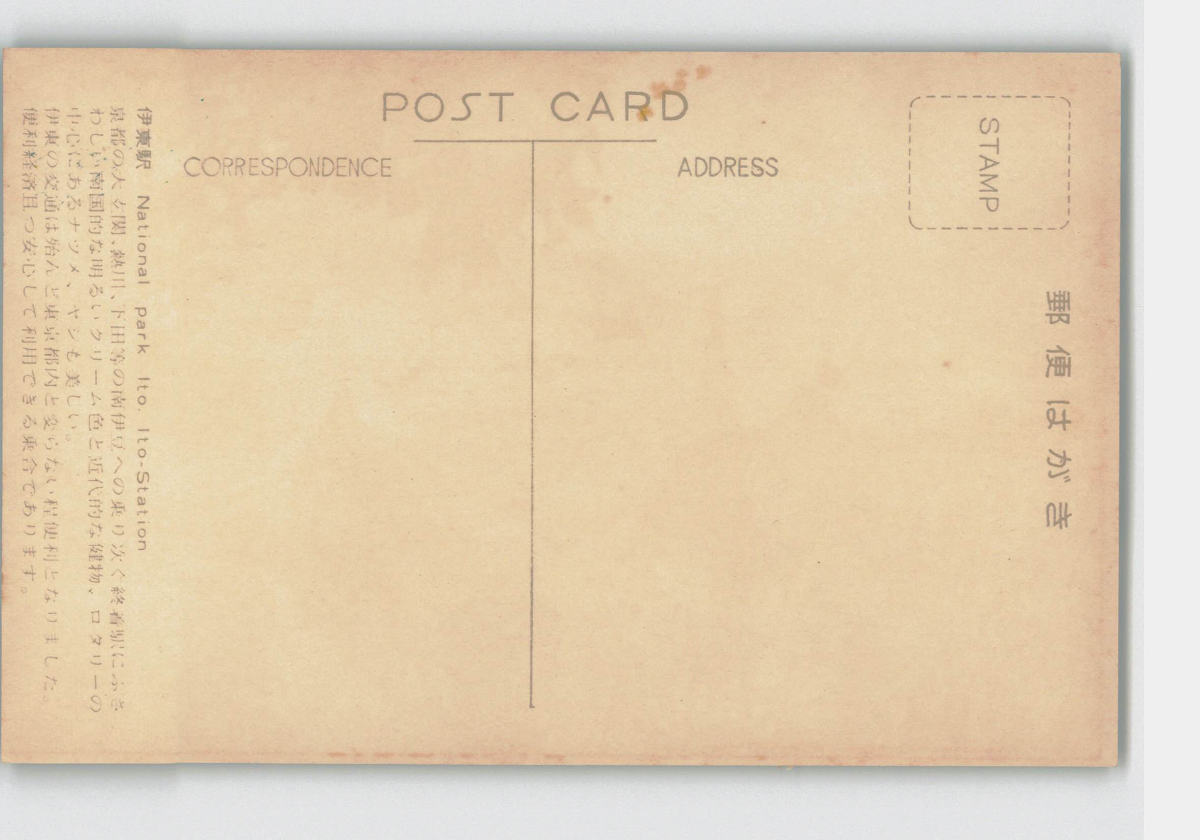 POST CARD
CORRESPONDENCE
ADDRESS
STAMP
郵便はがき
伊東駅 National park Ito. Ito-Station
泉都の大玄関、熱川、下田等の南伊豆への乗り次ぐ終着駅にふさ
わしい南国的な明るいクリーム色と近代的な健物、ロタリーの
中心にあるナツメ、ヤシも美しい。
伊東の交通は殆んど東京都内と変らない程便利となりました。
便利経済且つ安心して利用できる乗合であります。